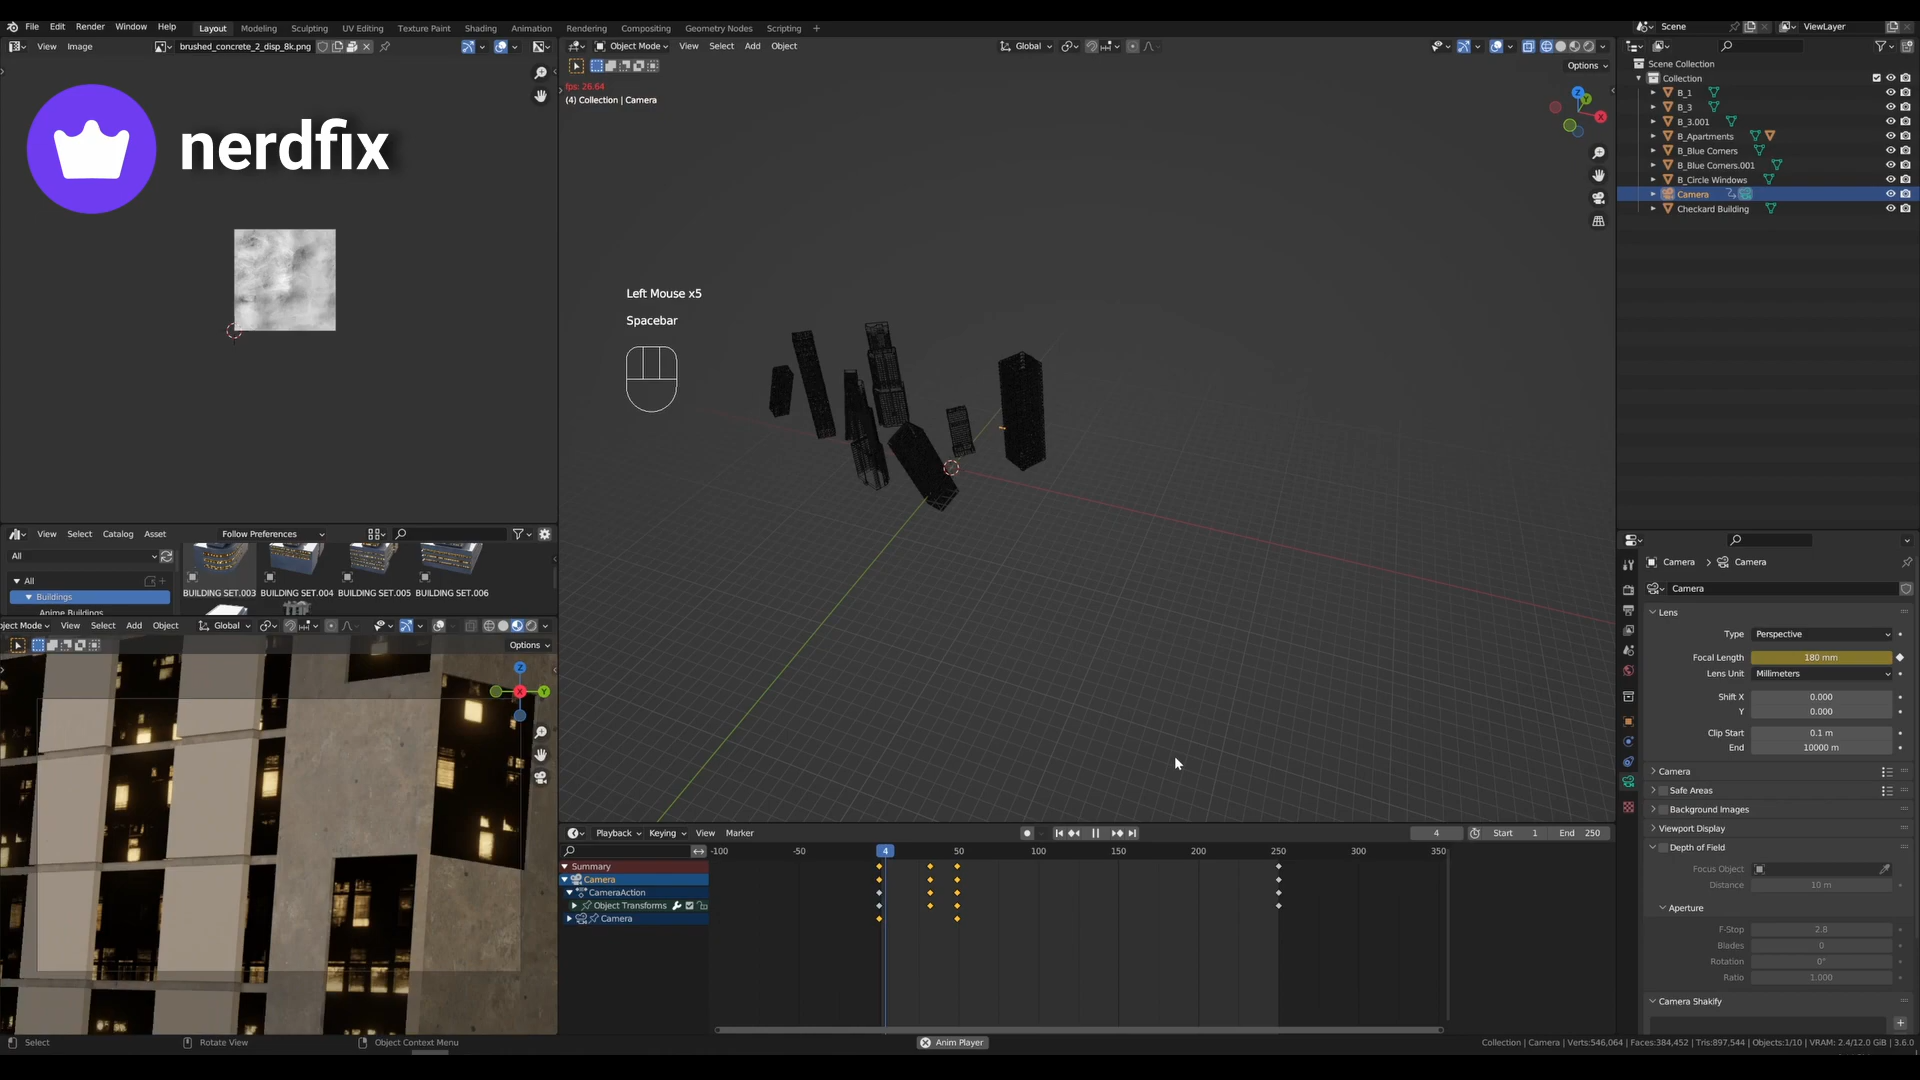 File Edit Render Window Help Layout Modeling Sculpting UV Editing Texture Paint Shading Animation Rendering Compositing Geometry Nodes Scripting +
Scene ViewLayer
View Image brushed_concrete_2_disp_8k.png
Object Mode View Select Add Object Global
Options
nerdfix
fps: 26.64
(4) Collection | Camera
Z Y X
Left Mouse x5
Spacebar
Scene Collection
Collection
B_1
B_3
B_3.001
B_Apartments
B_Blue Corners
B_Blue Corners.001
B_Circle Windows
Camera
Checkard Building
View Select Catalog Asset Follow Preferences
All
All
Buildings
Anime Buildings
BUILDING SET.003 BUILDING SET.004 BUILDING SET.005 BUILDING SET.006
ject Mode View Select Add Object Global
Options
Z X Y
Camera > Camera
Camera
Lens
Type Perspective
Focal Length 180 mm
Lens Unit Millimeters
Shift X 0.000
Y 0.000
Clip Start 0.1 m
End 10000 m
Camera
Safe Areas
Background Images
Viewport Display
Depth of Field
Focus Object
Distance 10 m
Aperture
F-Stop 2.8
Blades 0
Rotation 0°
Ratio 1.000
Camera Shakify
Playback Keying View Marker 4 Start 1 End 250
-100 -50 4 50 100 150 200 250 300 350
Summary
Camera
CameraAction
Object Transforms
Camera
Select Rotate View Object Context Menu Anim Player Collection | Camera | Verts:546,064 | Faces:384,452 | Tris:897,544 | Objects:1/10 | VRAM: 2.4/12.0 GiB | 3.6.0